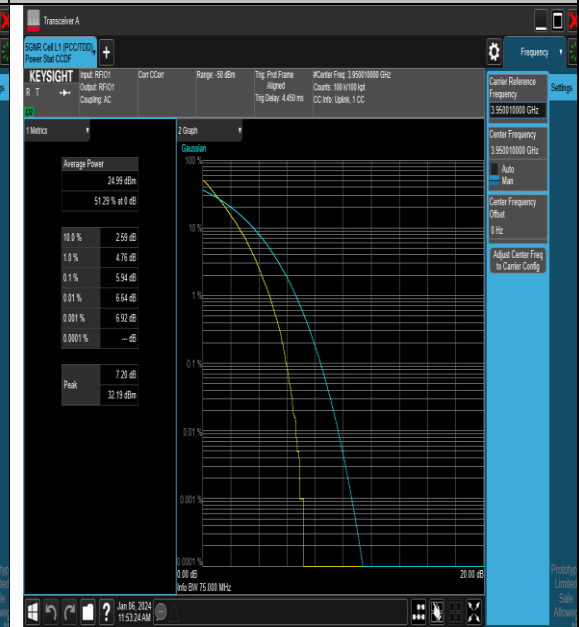 Transceiver A
5GNR Cell L1 (PCC/TDD),
Power Stat CCDF
Frequency
KEYSIGHT
R T
Input: RFIO1
Output: RFIO1
Coupling: AC
Corr CCorr
Range: -50 dBm
Trig: Prot Frame
Aligned
Trig Delay: 4.450 ms
#Center Freq: 3.950010000 GHz
Counts: 100 k/100 kpt
CC Info: Uplink, 1 CC
Carrier Reference
Frequency
3.950010000 GHz
Settings
Center Frequency
3.950010000 GHz
Auto
Man
Center Frequency
Offset
0 Hz
Adjust Center Freq
to Carrier Config
1 Metrics
Average Power
24.99 dBm
51.29 % at 0 dB
10.0 % 2.59 dB
1.0 % 4.76 dB
0.1 % 5.94 dB
0.01 % 6.64 dB
0.001 % 6.92 dB
0.0001 % --- dB
Peak
7.20 dB
32.19 dBm
2 Graph
Gaussian
100 %
10 %
1 %
0.1 %
0.01 %
0.001 %
0.0001 %
0.00 dB
20.00 dB
Info BW 75.000 MHz
Jan 06, 2024
11:53:24 AM
Prototyp
Limited
Sale
Allowed